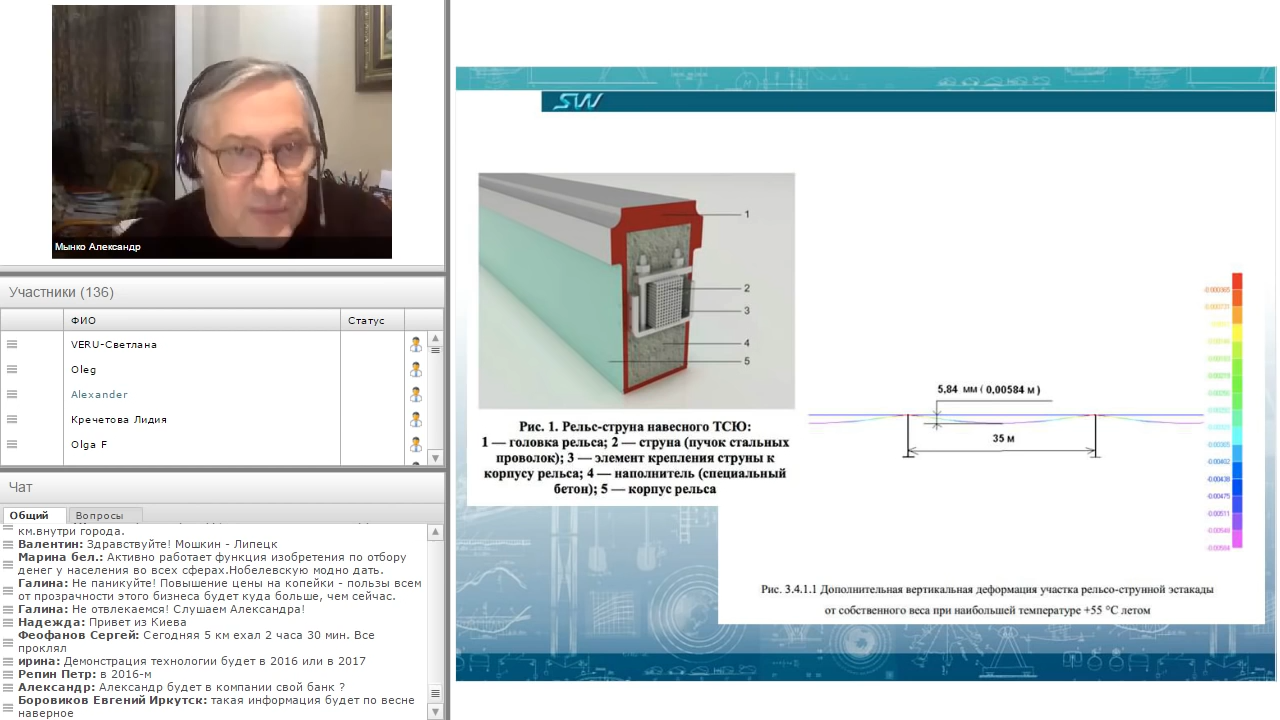 Мынко Александр
Участники (136)
ФИО
Статус
VERU-Светлана
Oleg
Alexander
Кречетова Лидия
Olga F
Чат
Общий
Вопросы
км.внутри города.
Валентин: Здравствуйте! Мошкин - Липецк
Марина бел.: Активно работает функция изобретения по отбору
денег у населения во всех сферах.Нобелевскую модно дать.
Галина: Не паникуйте! Повышение цены на копейки - пользы всем
от прозрачности этого бизнеса будет куда больше, чем сейчас.
Галина: Не отвлекаемся! Слушаем Александра!
Надежда: Привет из Киева
Феофанов Сергей: Сегодня 5 км ехал 2 часа 30 мин. Все
проклял
ирина: Демонстрация технологии будет в 2016 или в 2017
Репин Петр: в 2016-м
Александр: Александр будет в компании свой банк ?
Боровиков Евгений Иркутск: такая информация будет по весне
наверное
SW
1
2
3
4
5
Рис. 1. Рельс-струна навесного ТСЮ:
1 — головка рельса; 2 — струна (пучок стальных
проволок); 3 — элемент крепления струны к
корпусу рельса; 4 — наполнитель (специальный
бетон); 5 — корпус рельса
5,84 мм ( 0,00584 м )
35 м
Рис. 3.4.1.1 Дополнительная вертикальная деформация участка рельсо-струнной эстакады
от собственного веса при наибольшей температуре +55 °С летом